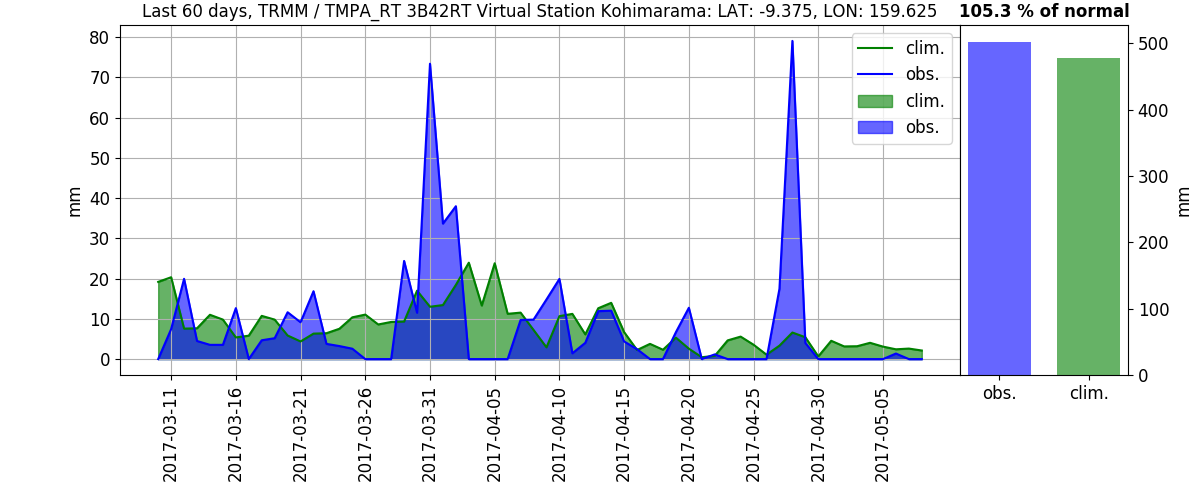 Last 60 days, TRMM / TMPA_RT 3B42RT Virtual Station Kohimarama: LAT: -9.375, LON: 159.625
105.3 % of normal
80
70
60
50
40
30
20
10
0
mm
clim.
obs.
clim.
obs.
2017-03-11
2017-03-16
2017-03-21
2017-03-26
2017-03-31
2017-04-05
2017-04-10
2017-04-15
2017-04-20
2017-04-25
2017-04-30
2017-05-05
500
400
300
200
100
0
mm
obs.
clim.